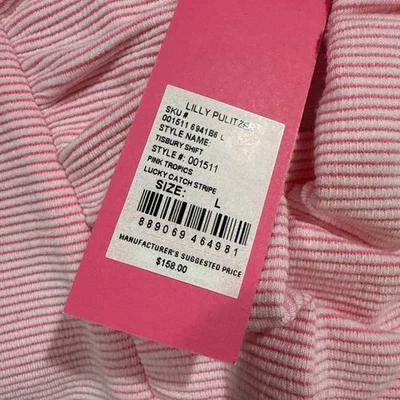 LILLY PULITZER
SKU #
001511 6941B6 L
STYLE NAME:
TISBURY SHIFT
STYLE #: 001511
PINK TROPICS
LUCKY CATCH STRIPE
SIZE: L
889069 464981
MANUFACTURER'S SUGGESTED PRICE
$158.00